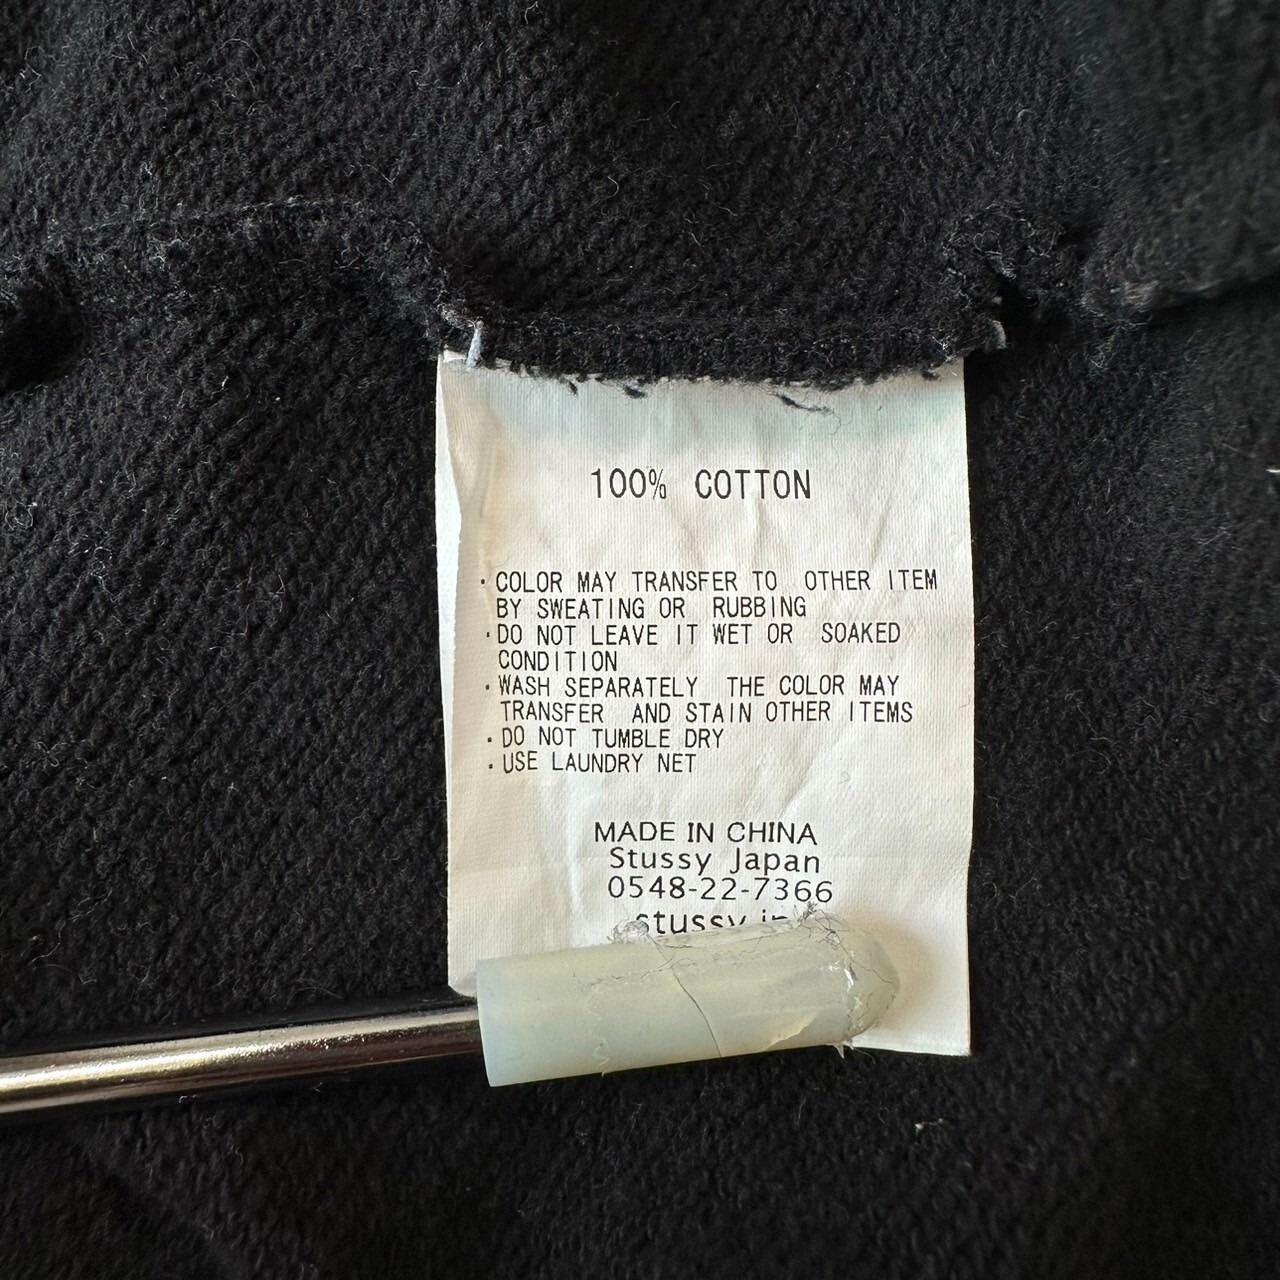 100% COTTON
・COLOR MAY TRANSFER TO OTHER ITEM
BY SWEATING OR RUBBING
・DO NOT LEAVE IT WET OR SOAKED
CONDITION
・WASH SEPARATELY THE COLOR MAY
TRANSFER AND STAIN OTHER ITEMS
・DO NOT TUMBLE DRY
・USE LAUNDRY NET
MADE IN CHINA
Stussy Japan
0548-22-7366